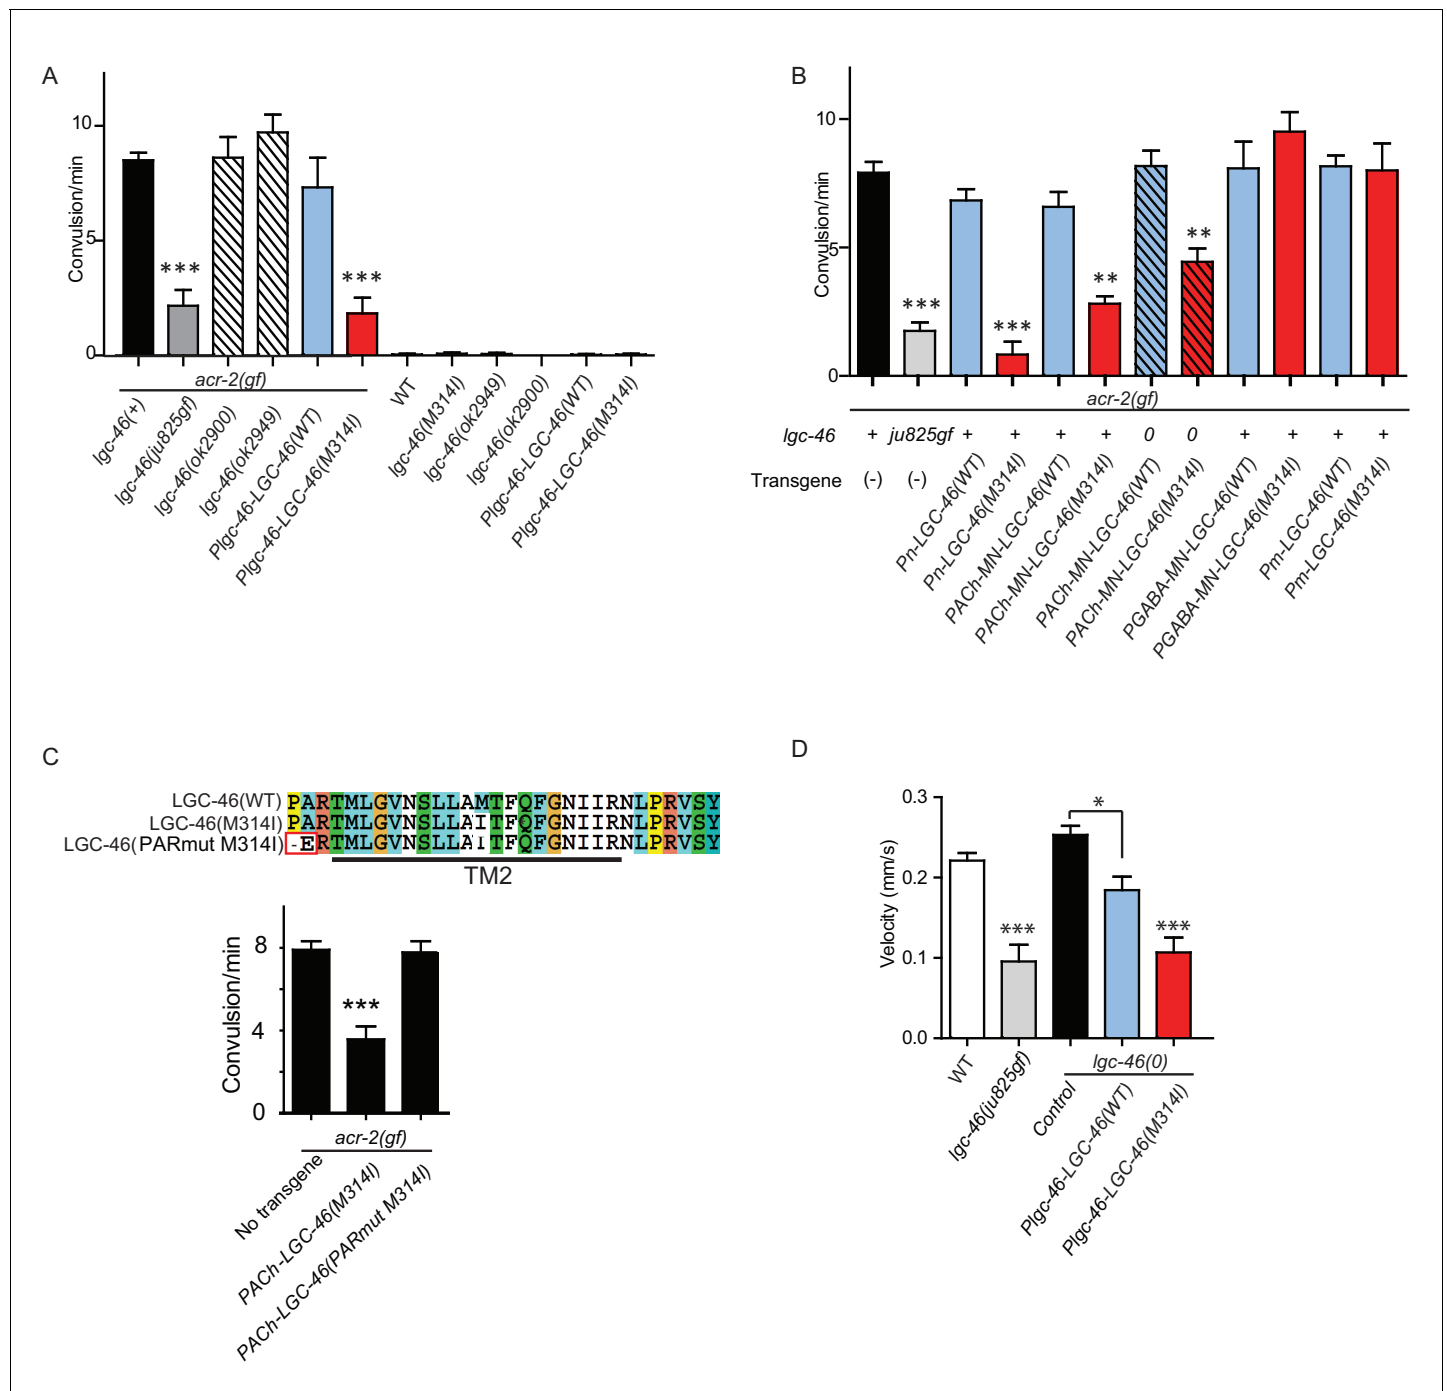 A
Convulsion/min
10
5
0
***
***
acr-2(gf)
lgc-46(+)
lgc-46(ju825gf)
lgc-46(ok2900)
lgc-46(ok2949)
Plgc-46-LGC-46(WT)
Plgc-46-LGC-46(M314I)
WT
lgc-46(M314I)
lgc-46(ok2949)
lgc-46(ok2900)
Plgc-46-LGC-46(WT)
Plgc-46-LGC-46(M314I)
B
Convulsion/min
10
5
0
***
***
**
**
acr-2(gf)
lgc-46 + ju825gf + + + + 0 0 + + + +
Transgene (-) (-)
Pn-LGC-46(WT)
Pn-LGC-46(M314I)
PACh-MN-LGC-46(WT)
PACh-MN-LGC-46(M314I)
PACh-MN-LGC-46(WT)
PACh-MN-LGC-46(M314I)
PGABA-MN-LGC-46(WT)
PGABA-MN-LGC-46(M314I)
Pm-LGC-46(WT)
Pm-LGC-46(M314I)
C
LGC-46(WT) PARTMLGVNSLLAMTFQFGNIIRNLPRVSY
LGC-46(M314I) PARTMLGVNSLLAITFQFGNIIRNLPRVSY
LGC-46(PARmut M314I) -ERTMLGVNSLLAITFQFGNIIRNLPRVSY
TM2
Convulsion/min
8
4
0
***
acr-2(gf)
No transgene
PACh-LGC-46(M314I)
PACh-LGC-46(PARmut M314I)
D
Velocity (mm/s)
0.3
0.2
0.1
0.0
***
*
***
lgc-46(0)
WT
lgc-46(ju825gf)
Control
Plgc-46-LGC-46(WT)
Plgc-46-LGC-46(M314I)